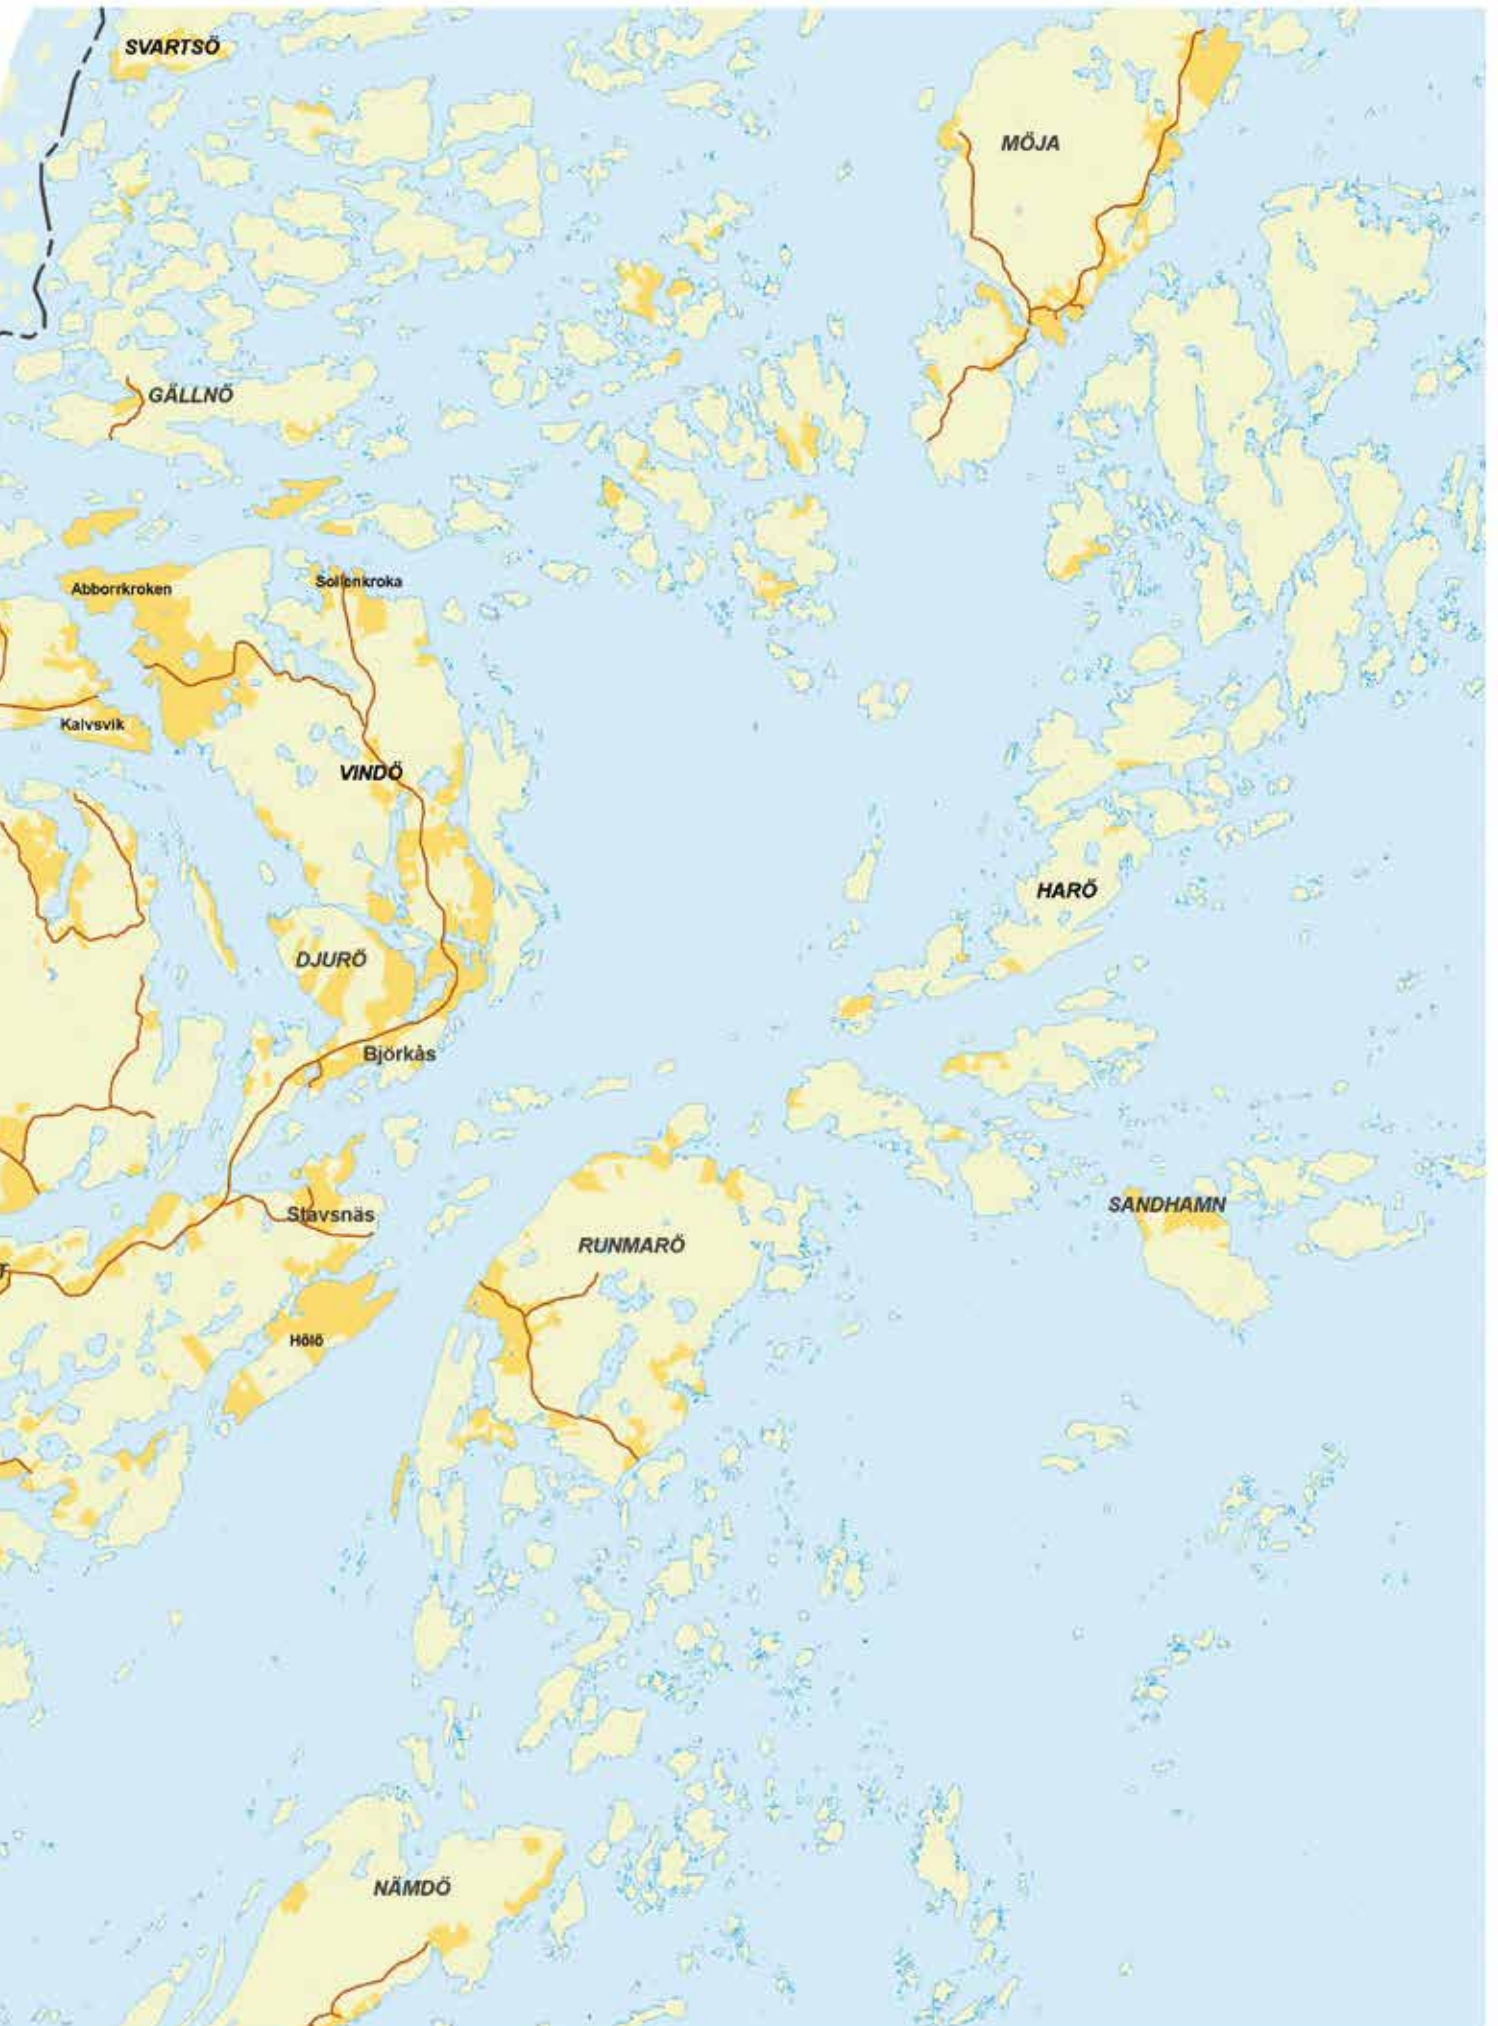 SVARTSÖ
MÖJA
GÄLLNÖ
Abborrkroken
Sollenkroka
Kalvsvik
VINDÖ
HARÖ
DJURÖ
Björkås
Stavsnäs
SANDHAMN
RUNMARÖ
T
Hölö
NÄMDÖ